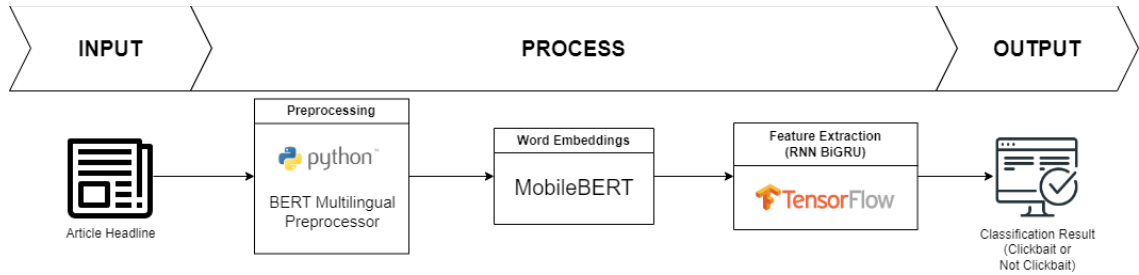 INPUT
PROCESS
OUTPUT
Preprocessing
python™
BERT Multilingual
Preprocessor
Word Embeddings
MobileBERT
Feature Extraction
(RNN BiGRU)
TensorFlow
Article Headline
Classification Result
(Clickbait or
Not Clickbait)